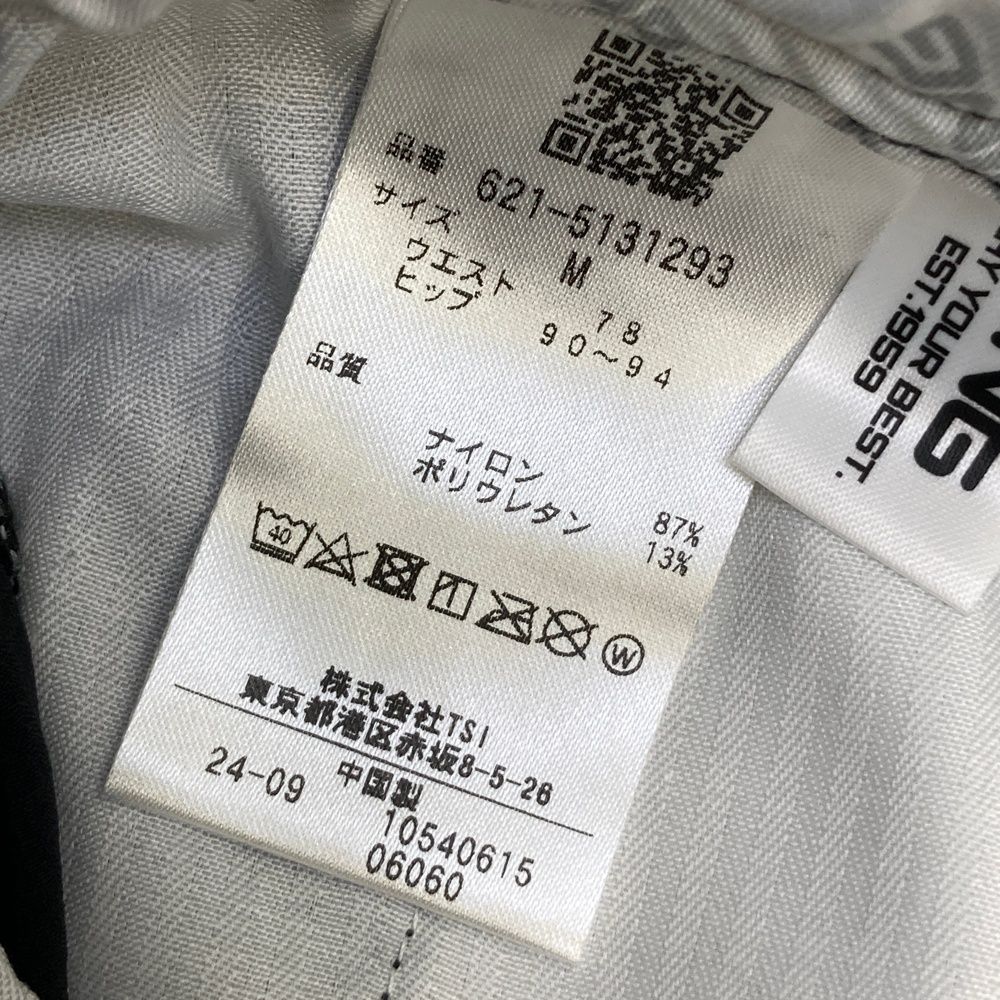 品番 621-5131293
サイズ M
ウエスト 78
ヒップ 90～94
品質
ナイロン 87%
ポリウレタン 13%
40
W
株式会社TSI
東京都港区赤坂8-5-26
24-09 中国製
10540615
06060
Y YOUR BEST.
EST.1959